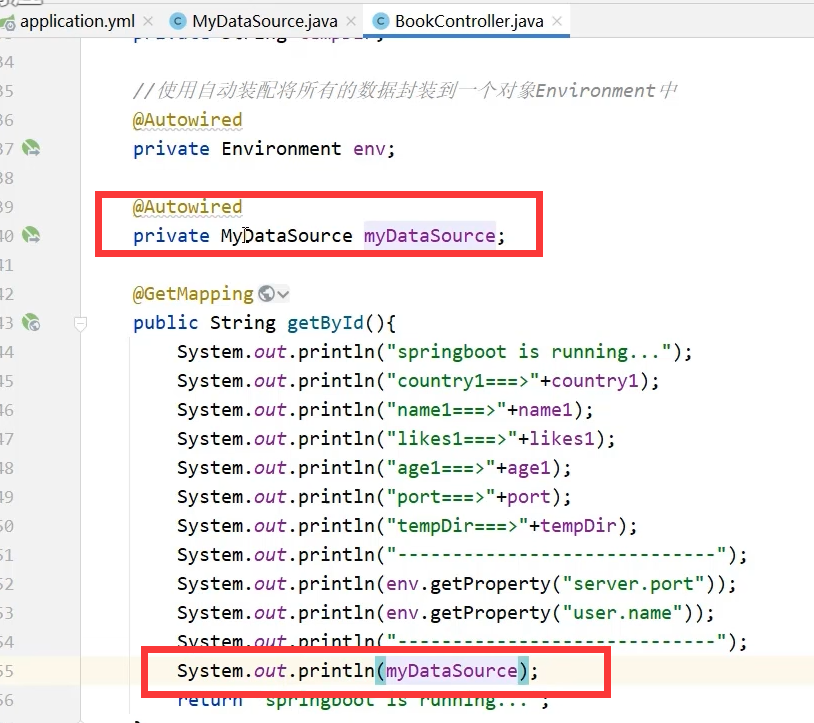 application.yml MyDataSource.java BookController.java
private String tempDir;
34
35 //使用自动装配将所有的数据封装到一个对象Environment中
36 @Autowired
37 private Environment env;
38
39 @Autowired
40 private MyDataSource myDataSource;
41
42 @GetMapping
43 public String getById(){
44 System.out.println("springboot is running...");
45 System.out.println("country1===>"+country1);
46 System.out.println("name1===>"+name1);
47 System.out.println("likes1===>"+likes1);
48 System.out.println("age1===>"+age1);
49 System.out.println("port===>"+port);
50 System.out.println("tempDir===>"+tempDir);
51 System.out.println("-----------------------------");
52 System.out.println(env.getProperty("server.port"));
53 System.out.println(env.getProperty("user.name"));
54 System.out.println("-----------------------------");
55 System.out.println(myDataSource);
56 return "springboot is running...";